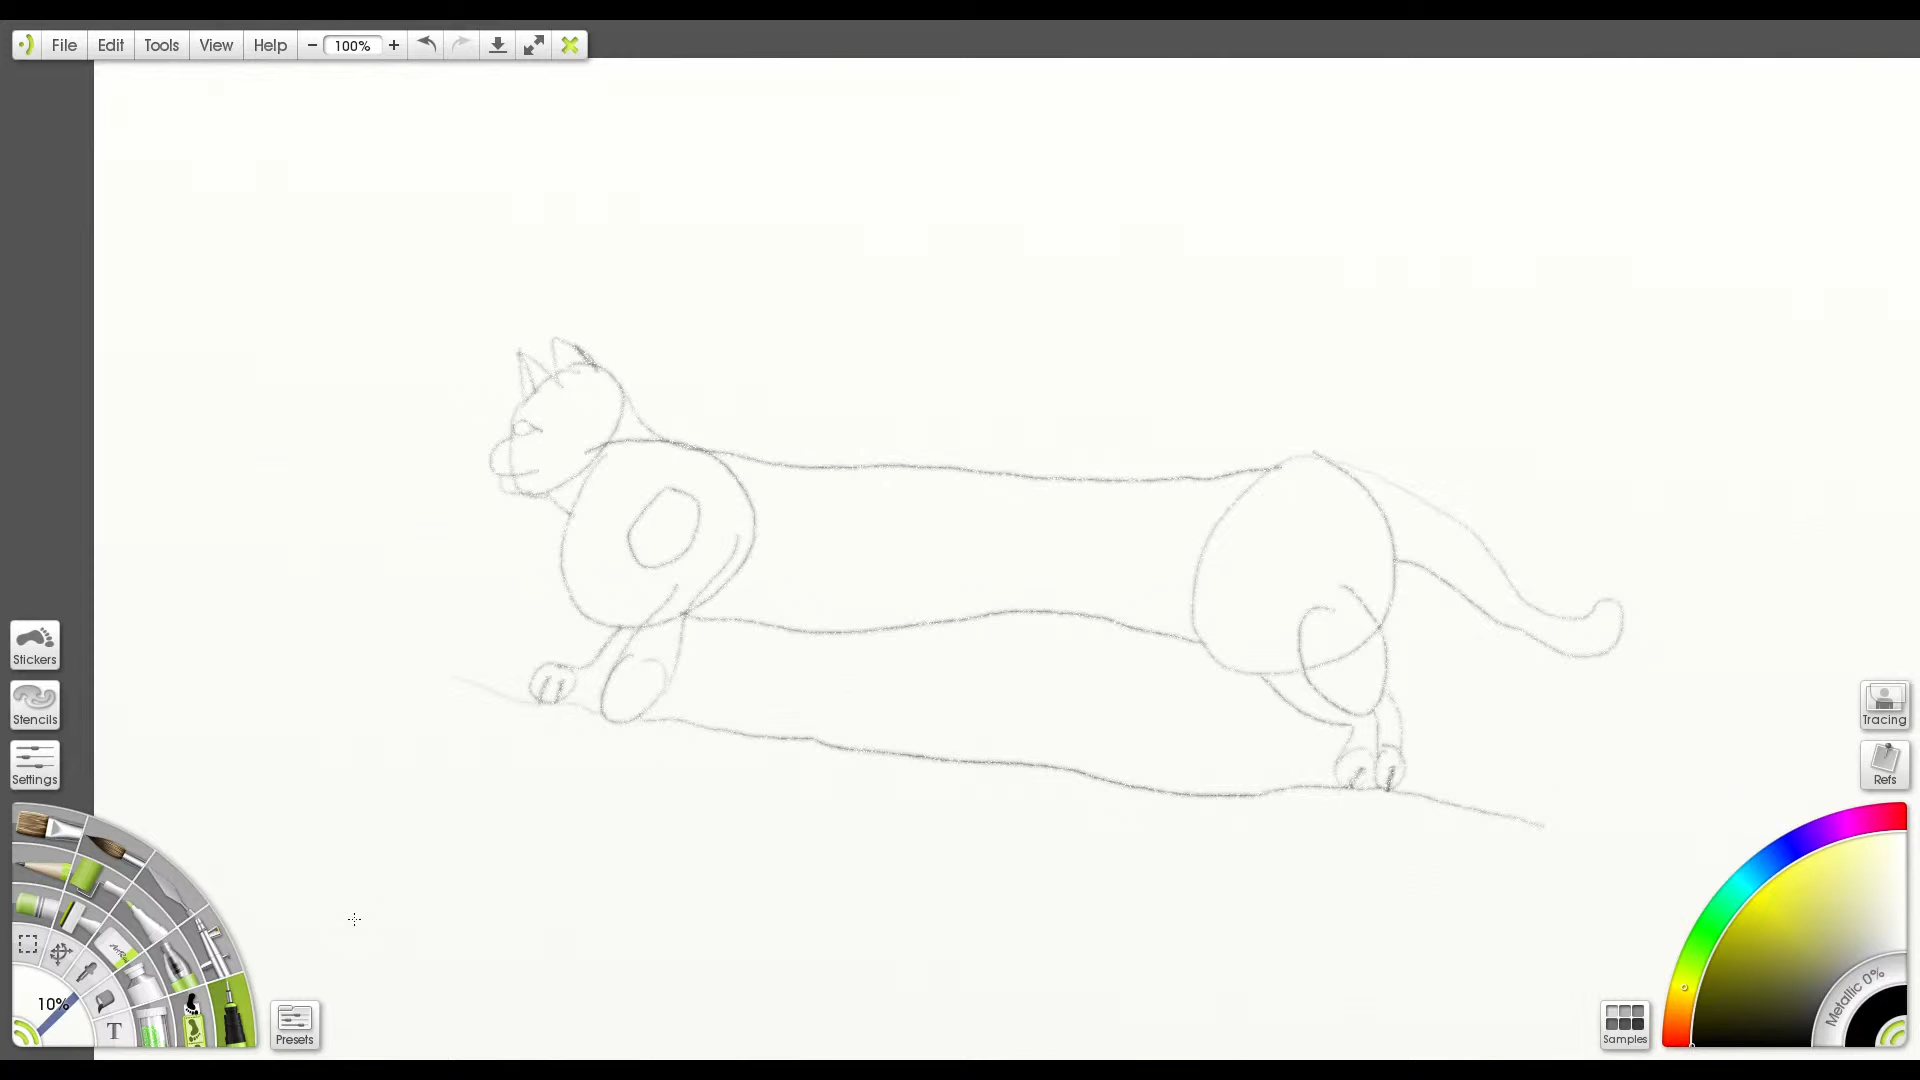 File Edit Tools View Help − 100% +
Stickers
Stencils
Settings
Tracing
Refs
Metallic 0%
10%
T
Presets
Samples